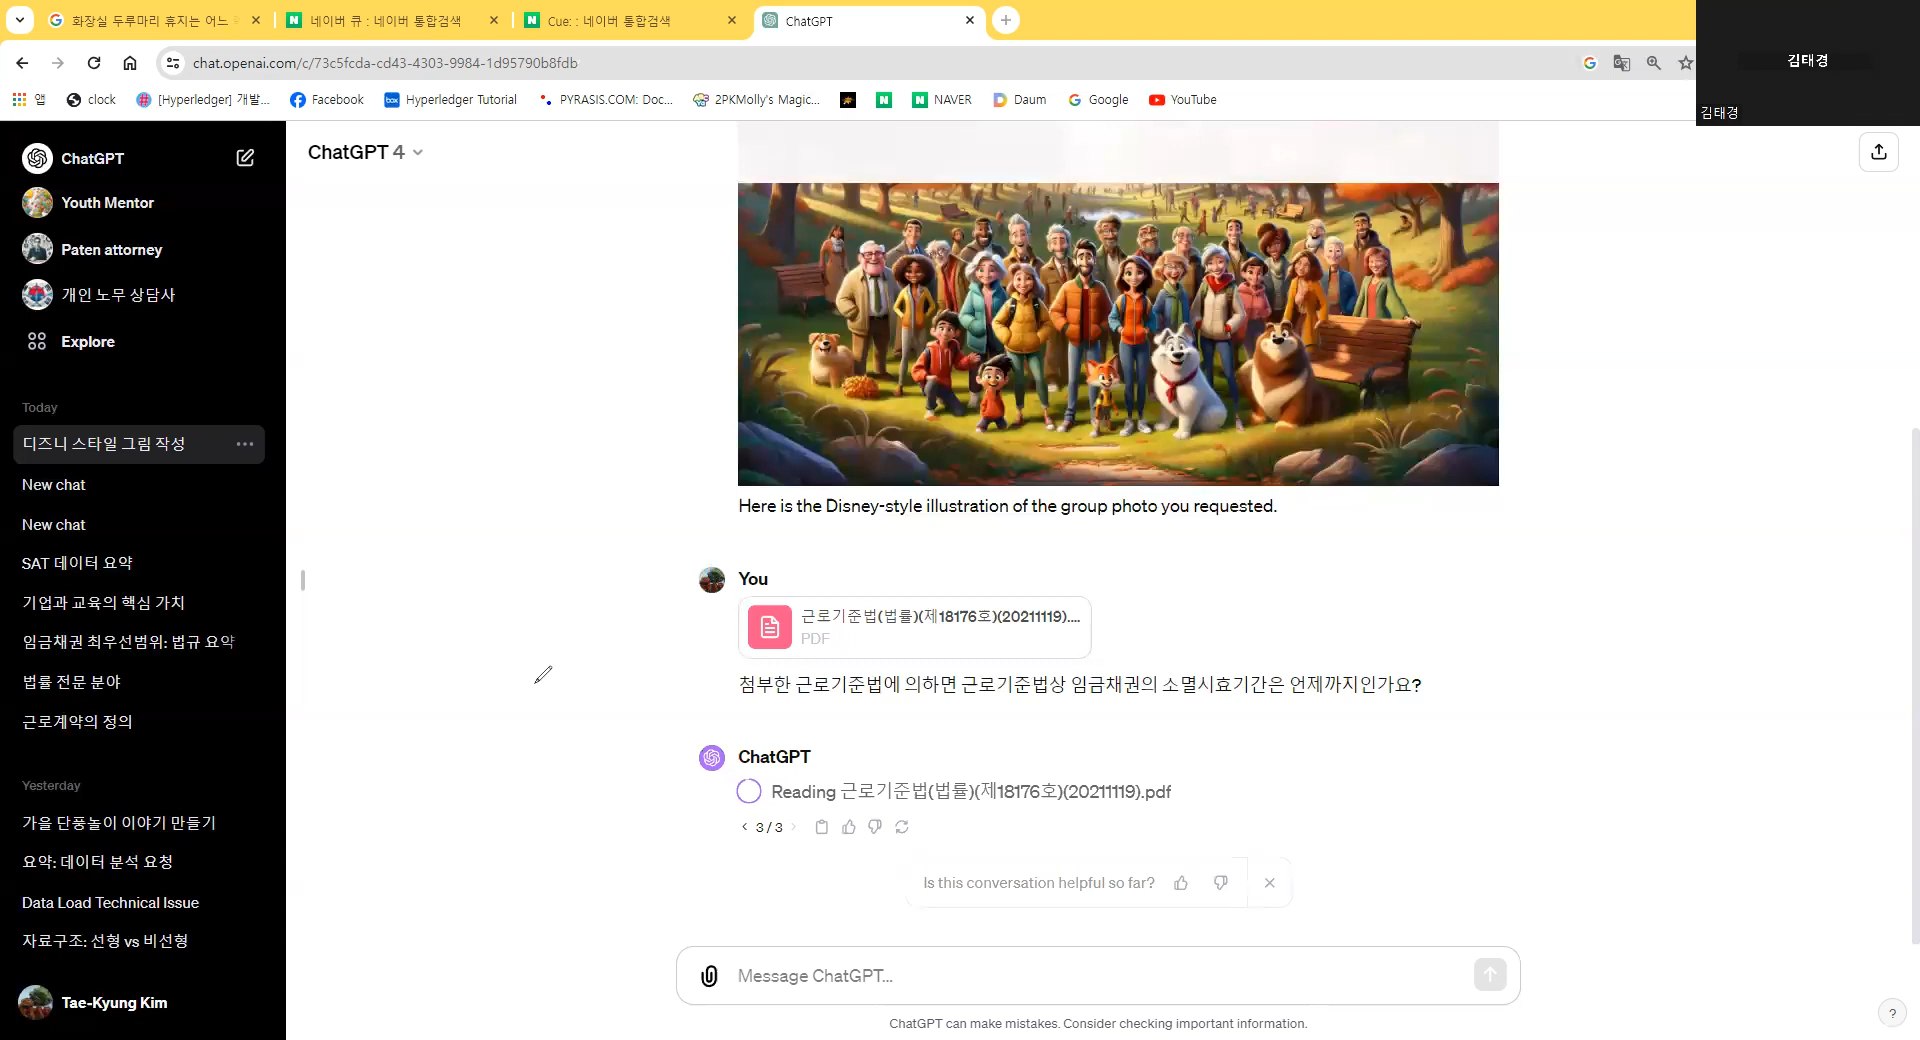 화장실 두루마리 휴지는 어느
네이버 큐 : 네이버 통합검색
Cue: : 네이버 통합검색
ChatGPT
chat.openai.com/c/73c5fcda-cd43-4303-9984-1d95790b8fdb
앱
clock
[Hyperledger] 개발...
Facebook
Hyperledger Tutorial
PYRASIS.COM: Doc...
2PKMolly's Magic...
NAVER
Daum
Google
YouTube
김태경
김태경
ChatGPT
Youth Mentor
Paten attorney
개인 노무 상담사
Explore
Today
디즈니 스타일 그림 작성
New chat
New chat
SAT 데이터 요약
기업과 교육의 핵심 가치
임금채권 최우선범위: 법규 요약
법률 전문 분야
근로계약의 정의
Yesterday
가을 단풍놀이 이야기 만들기
요약: 데이터 분석 요청
Data Load Technical Issue
자료구조: 선형 vs 비선형
Tae-Kyung Kim
ChatGPT 4
Here is the Disney-style illustration of the group photo you requested.
You
근로기준법(법률)(제18176호)(20211119)....
PDF
첨부한 근로기준법에 의하면 근로기준법상 임금채권의 소멸시효기간은 언제까지인가요?
ChatGPT
Reading 근로기준법(법률)(제18176호)(20211119).pdf
3 / 3
Is this conversation helpful so far?
Message ChatGPT...
ChatGPT can make mistakes. Consider checking important information.
?